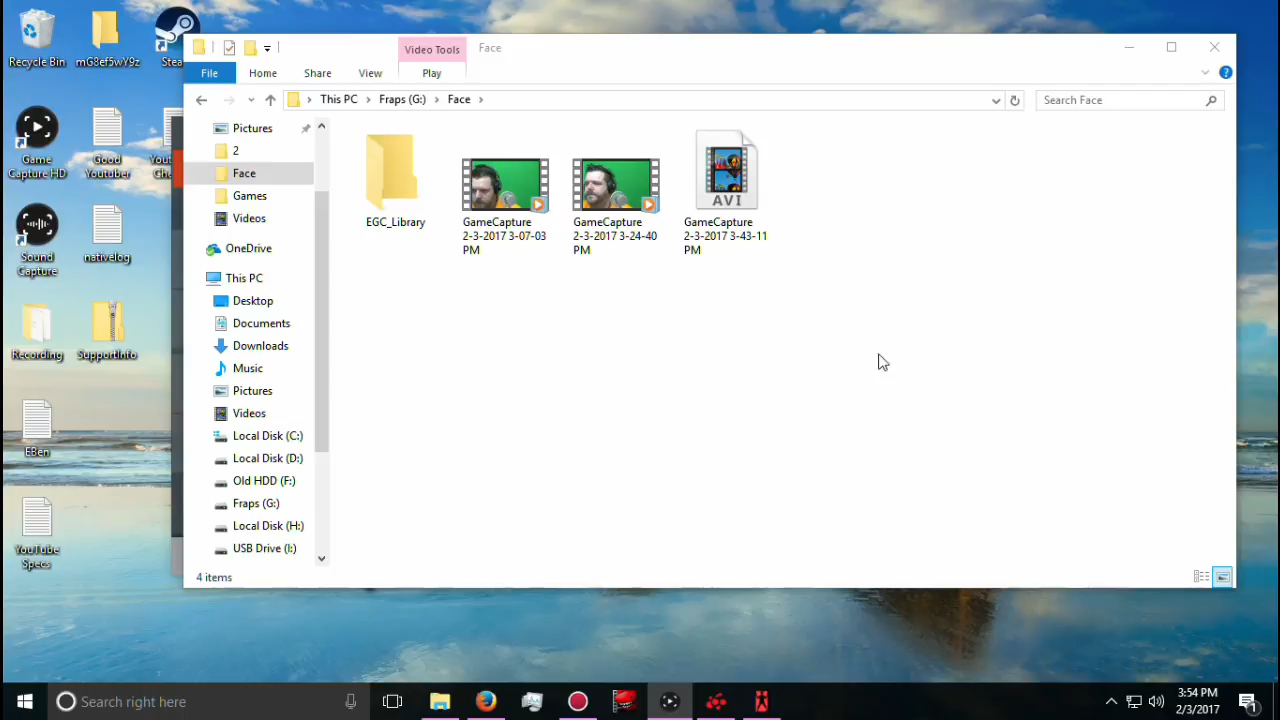 Recycle Bin
mG8ef5wY9z
Stea
Game
Capture HD
Good
Youtuber
Yout
Che
Sound
Capture
nativelog
Recording
SupportInfo
EBen
YouTube
Specs
Video Tools
Face
File
Home
Share
View
Play
This PC
Fraps (G:)
Face
Search Face
Pictures
2
Face
Games
Videos
OneDrive
This PC
Desktop
Documents
Downloads
Music
Pictures
Videos
Local Disk (C:)
Local Disk (D:)
Old HDD (F:)
Fraps (G:)
Local Disk (H:)
USB Drive (I:)
EGC_Library
GameCapture
2-3-2017 3-07-03
PM
GameCapture
2-3-2017 3-24-40
PM
AVI
GameCapture
2-3-2017 3-43-11
PM
4 items
Search right here
3:54 PM
2/3/2017
1